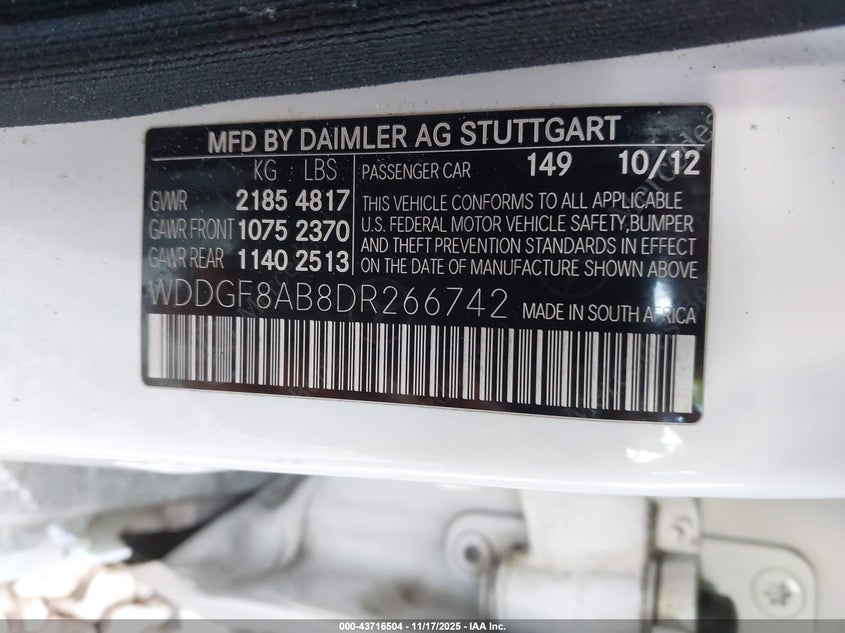 MFD BY DAIMLER AG STUTTGART
KG LBS
GVWR 2185 4817
GAWR FRONT 1075 2370
GAWR REAR 1140 2513
PASSENGER CAR 149 10/12
THIS VEHICLE CONFORMS TO ALL APPLICABLE
U.S. FEDERAL MOTOR VEHICLE SAFETY,BUMPER
AND THEFT PREVENTION STANDARDS IN EFFECT
ON THE DATE OF MANUFACTURE SHOWN ABOVE
WDDGF8AB8DR266742 MADE IN SOUTH AFRICA
000-43716504 — 11/17/2025 - IAA Inc.